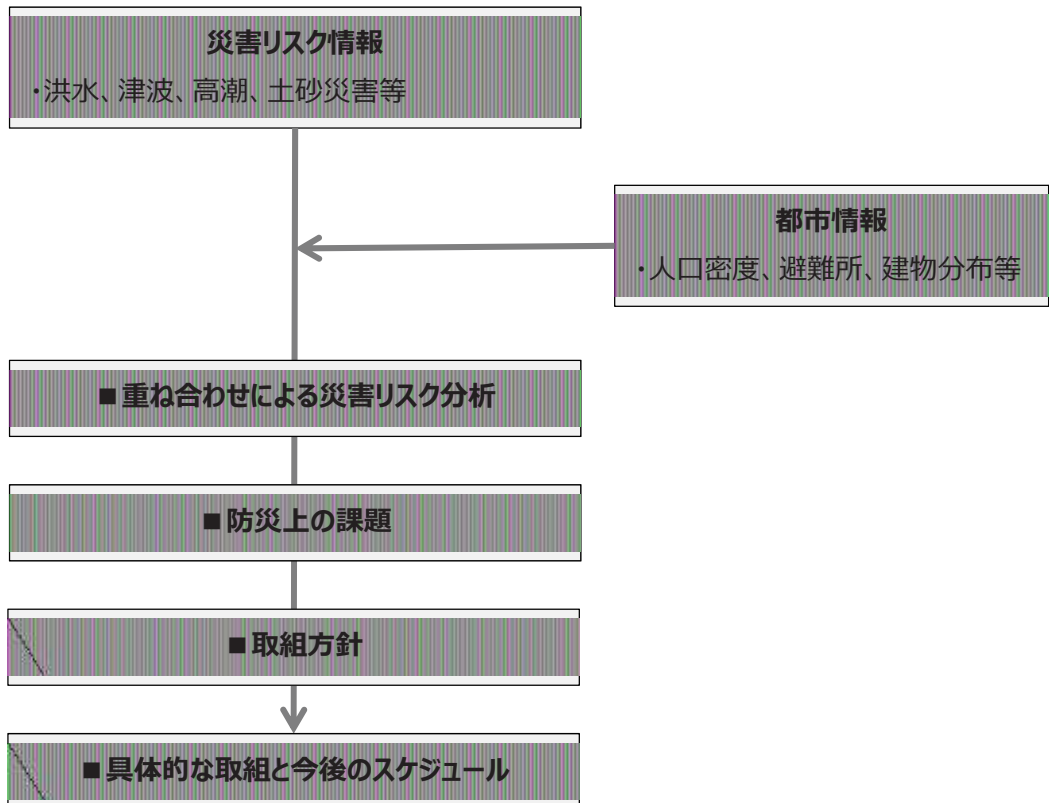 災害リスク情報
・洪水、津波、高潮、土砂災害等
都市情報
・人口密度、避難所、建物分布等
■重ね合わせによる災害リスク分析
■防災上の課題
■取組方針
■具体的な取組と今後のスケジュール